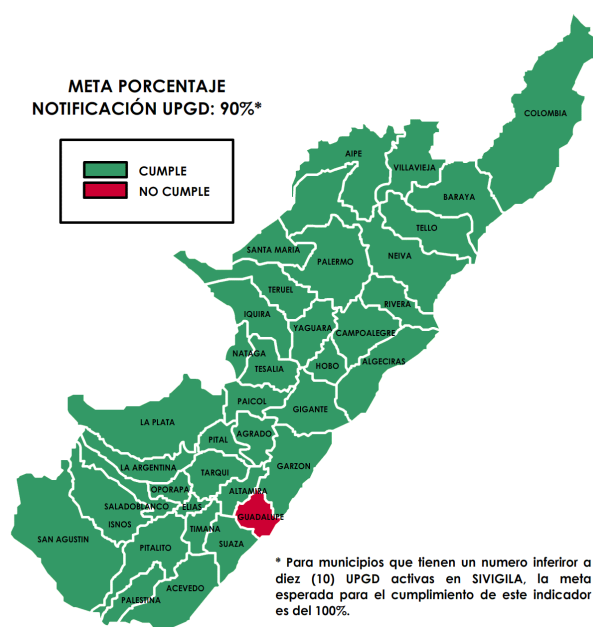 META PORCENTAJE
NOTIFICACIÓN UPGD: 90%*
CUMPLE
NO CUMPLE
COLOMBIA
AIPE
VILLAVIEJA
BARAYA
TELLO
SANTA MARIA
PALERMO
NEIVA
TERUEL
RIVERA
IQUIRA
YAGUARA
CAMPOALEGRE
NATAGA
TESALIA
HOBO
ALGECIRAS
PAICOL
GIGANTE
LA PLATA
PITAL
AGRADO
LA ARGENTINA
TARQUI
GARZON
OPORAPA
ALTAMIRA
SALADOBLANCO
ELIAS
GUADALUPE
ISNOS
TIMANA
SAN AGUSTIN
PITALITO
SUAZA
ACEVEDO
PALESTINA
* Para municipios que tienen un numero inferiror a
diez (10) UPGD activas en SIVIGILA, la meta
esperada para el cumplimiento de este indicador
es del 100%.